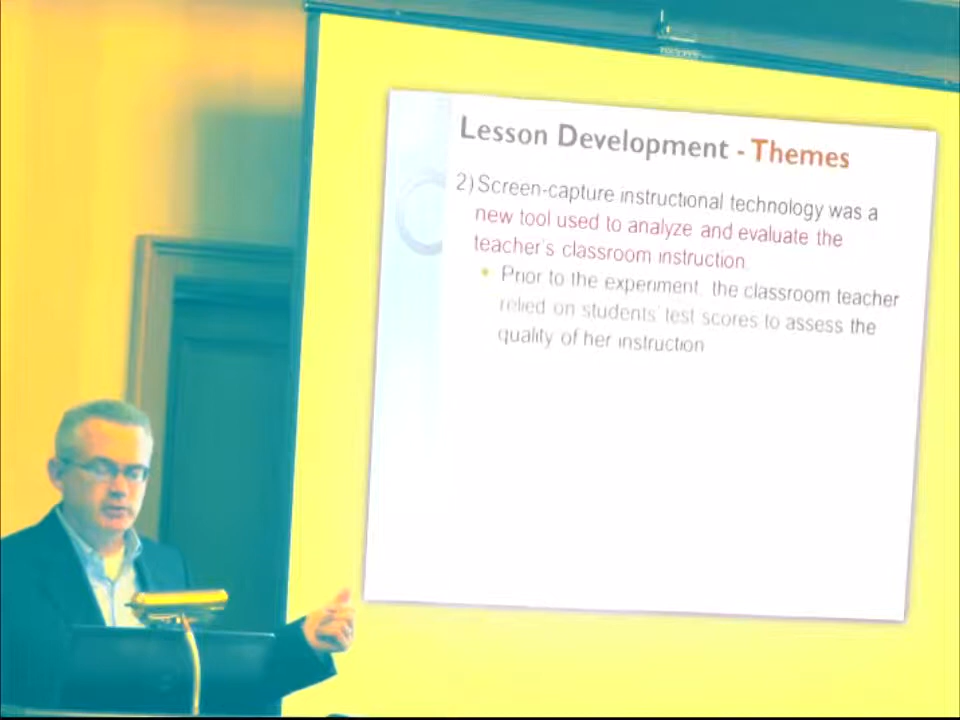 Lesson Development - Themes
2) Screen-capture instructional technology was a
new tool used to analyze and evaluate the
teacher's classroom instruction.
• Prior to the experiment, the classroom teacher
relied on students' test scores to assess the
quality of her instruction